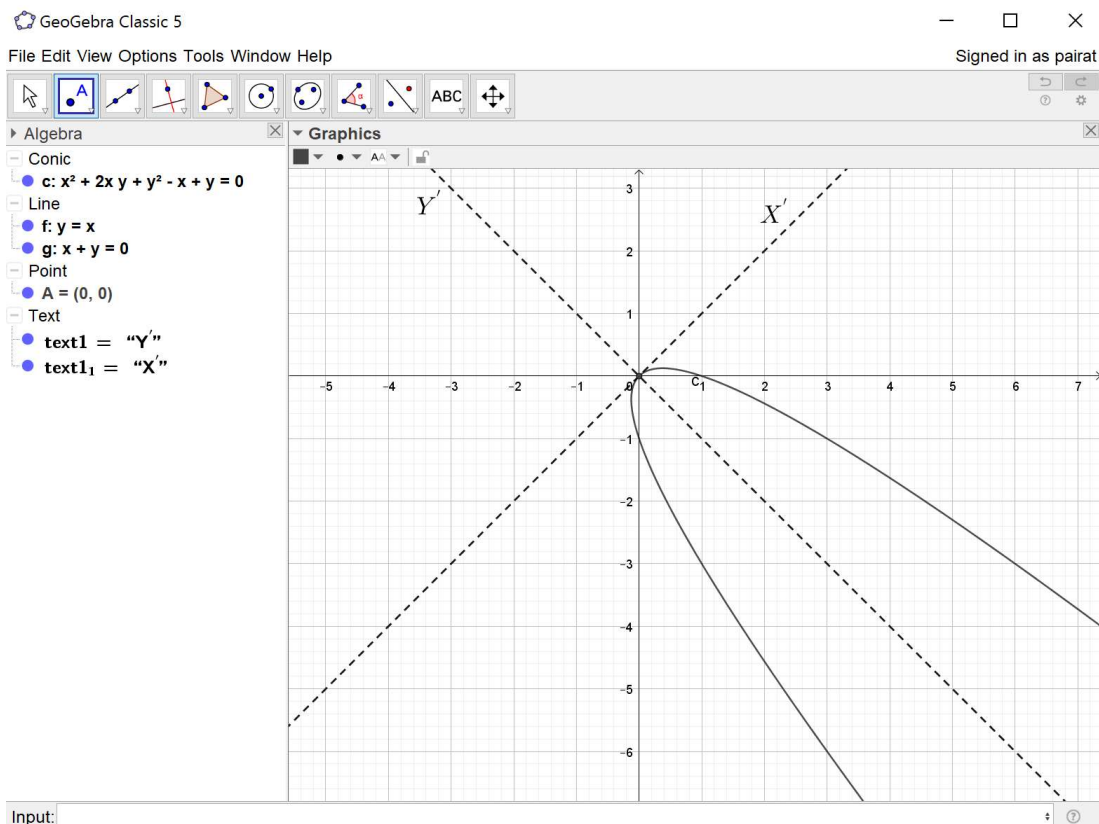 GeoGebra Classic 5
File Edit View Options Tools Window Help
Signed in as pairat
A
α
ABC
Algebra
Graphics
AA
Conic
c: x² + 2x y + y² - x + y = 0
Line
f: y = x
g: x + y = 0
Point
A = (0, 0)
Text
text1 = “Y′”
text1₁ = “X′”
Y′
X′
3
2
1
-5 -4 -3 -2 -1 0 c 1 2 3 4 5 6 7
-1
-2
-3
-4
-5
-6
Input: